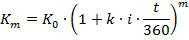 K_m = K_0 · (1 + k · i · t/360)^m